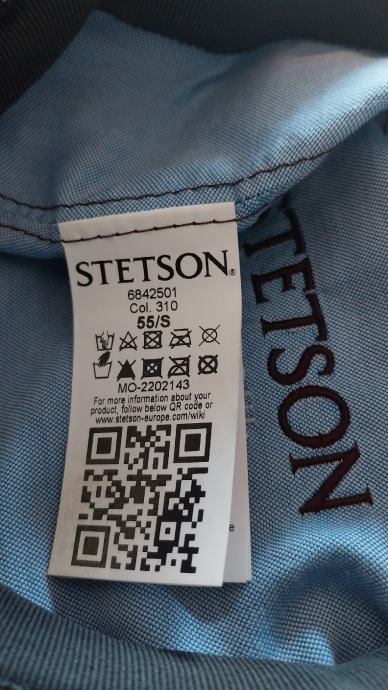 STETSON®
6842501
Col. 310
55/S
MO-2202143
For more information about your
product, follow below QR code or
www.stetson-europe.com/wiki
e
STETSON